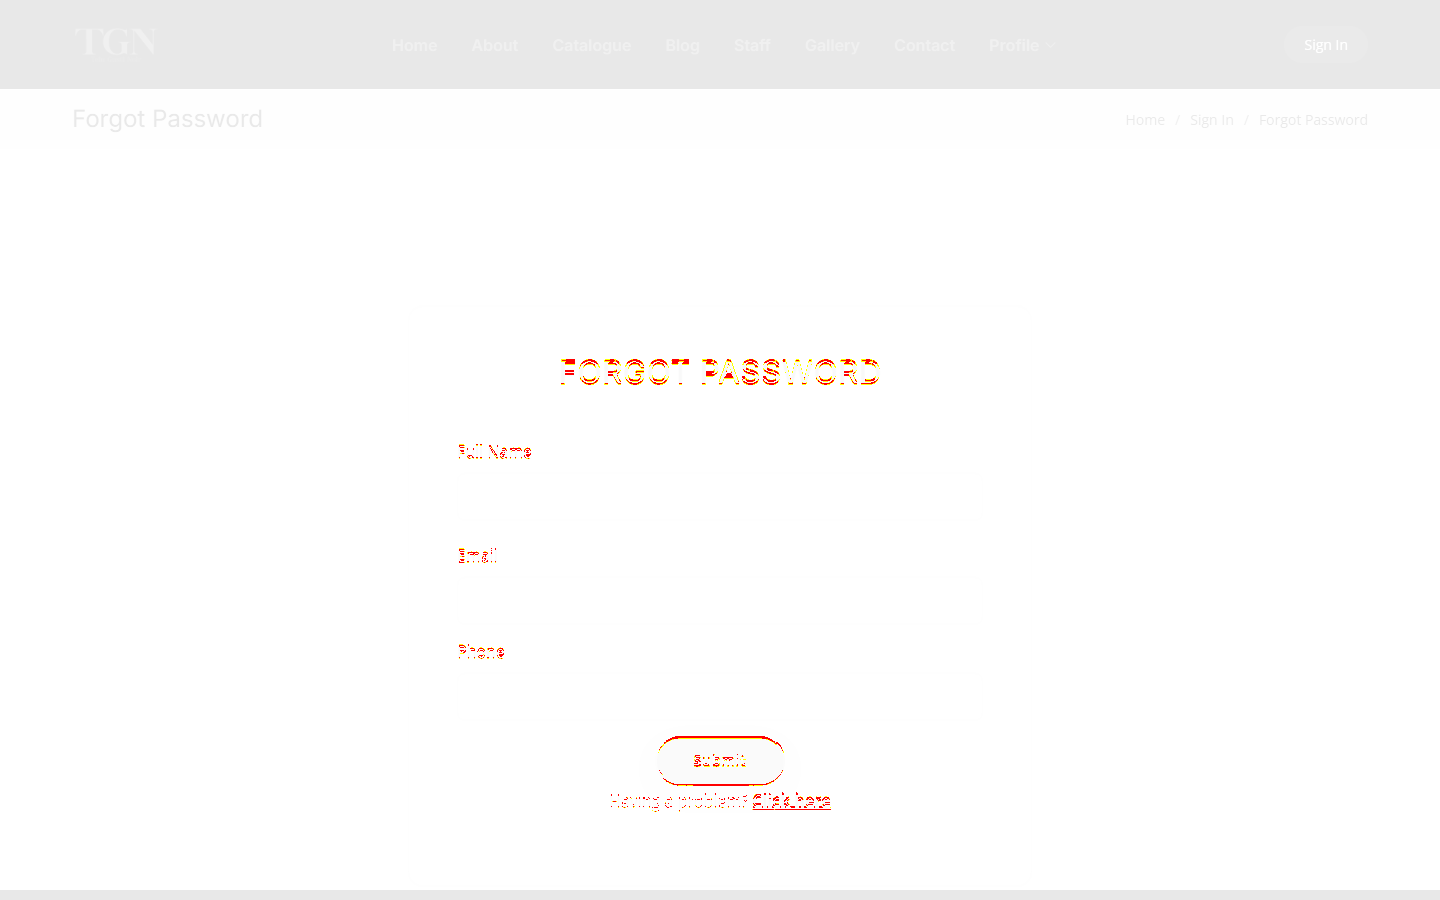 TGN
Home About Catalogue Blog Staff Gallery Contact Profile Sign In
Forgot Password
Home / Sign In / Forgot Password
FORGOT PASSWORD
Full Name
Email
Phone
Submit
Having a problem? Click here